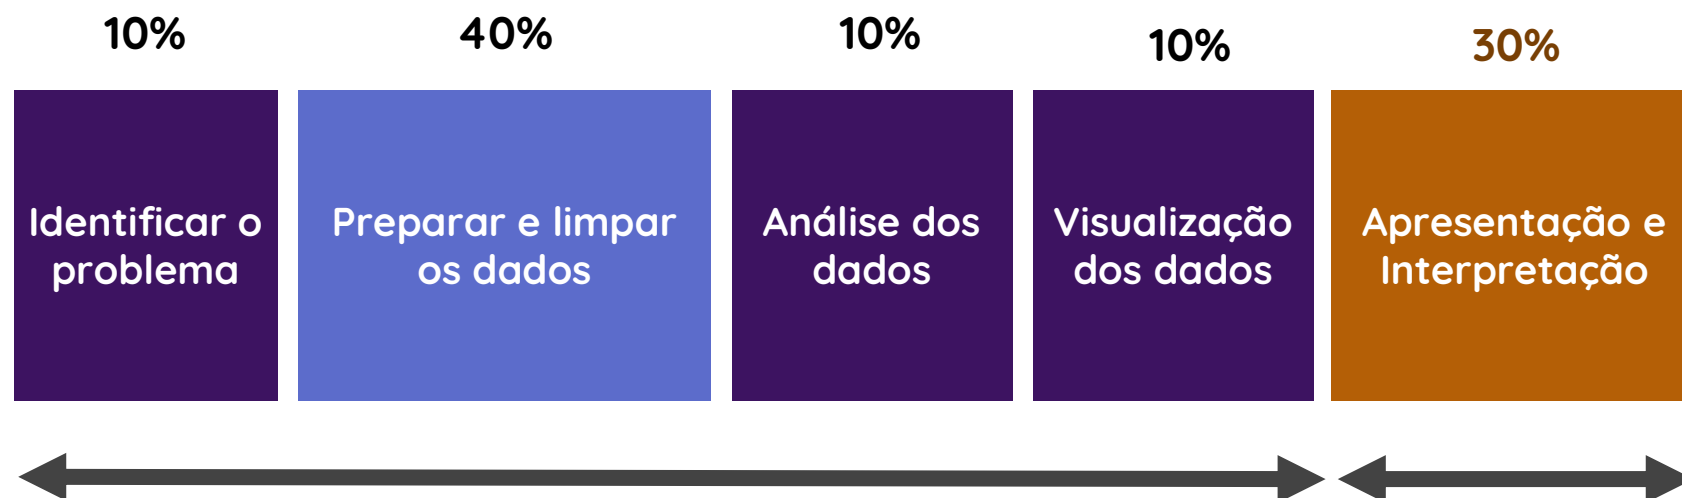 10%
40%
10%
10%
30%
Identificar o
problema
Preparar e limpar
os dados
Análise dos
dados
Visualização
dos dados
Apresentação e
Interpretação